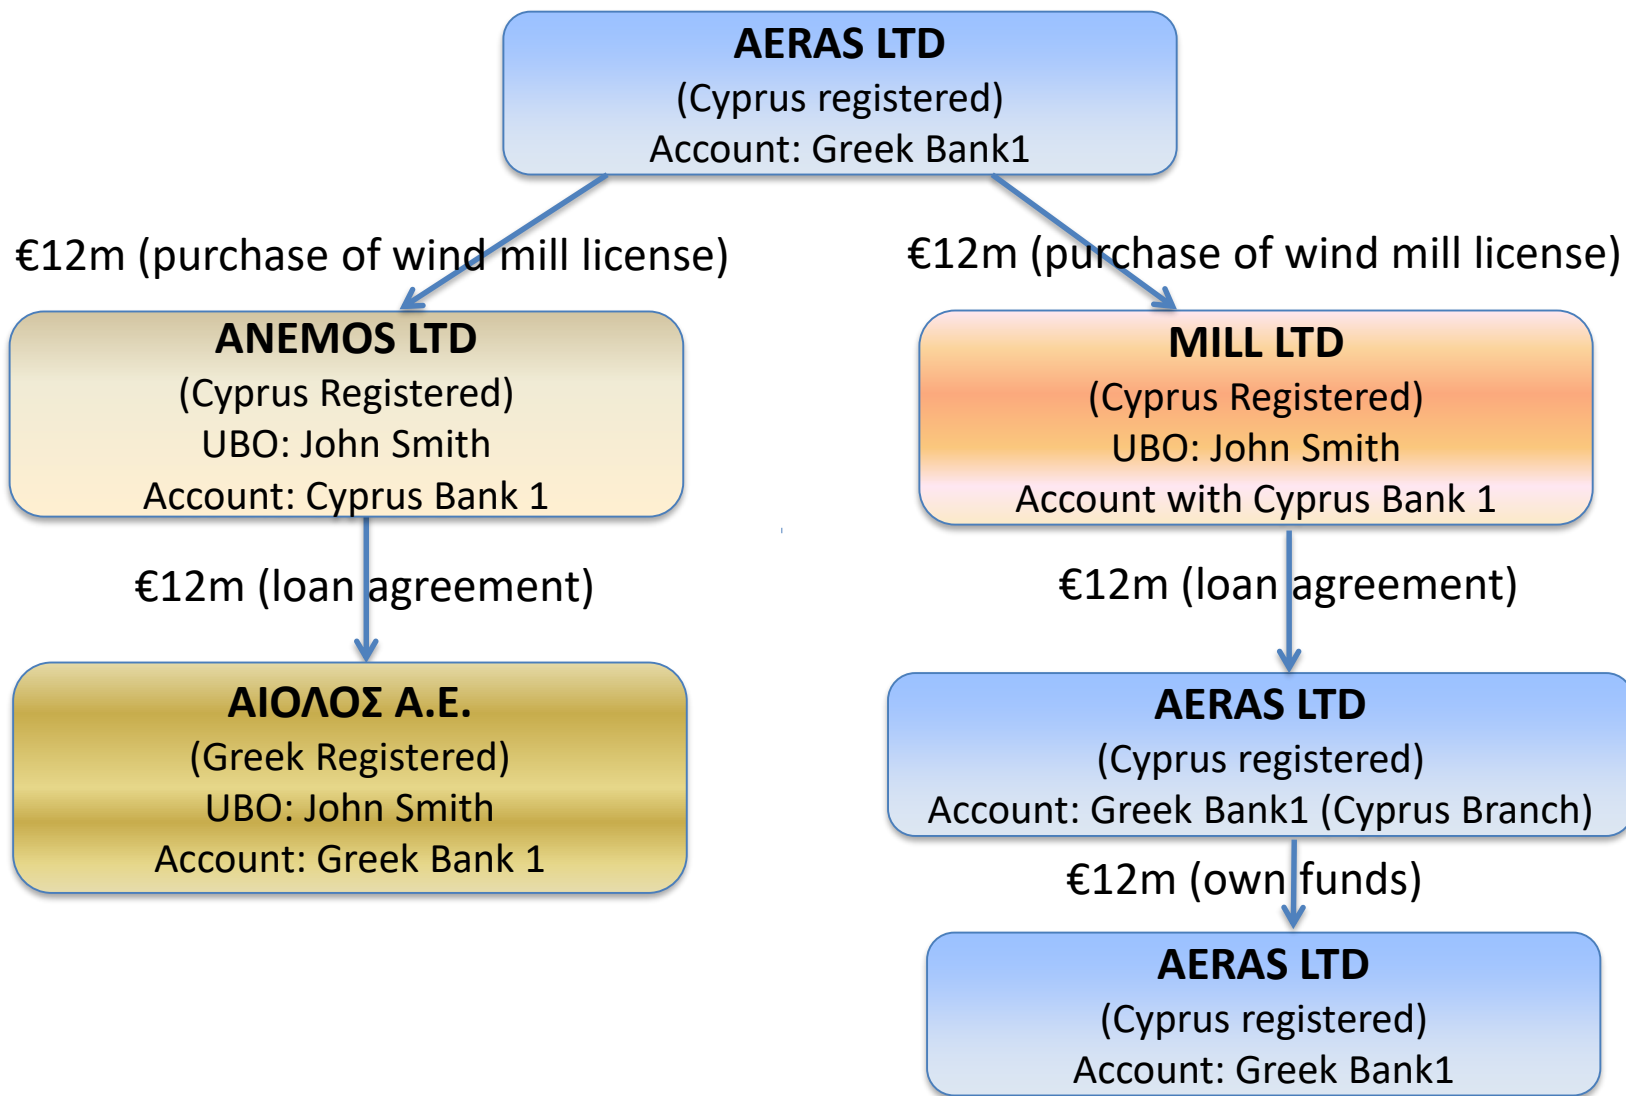 AERAS LTD
(Cyprus registered)
Account: Greek Bank1
€12m (purchase of wind mill license)
€12m (purchase of wind mill license)
ANEMOS LTD
(Cyprus Registered)
UBO: John Smith
Account: Cyprus Bank 1
MILL LTD
(Cyprus Registered)
UBO: John Smith
Account with Cyprus Bank 1
€12m (loan agreement)
€12m (loan agreement)
ΑΙΟΛΟΣ Α.Ε.
(Greek Registered)
UBO: John Smith
Account: Greek Bank 1
AERAS LTD
(Cyprus registered)
Account: Greek Bank1 (Cyprus Branch)
€12m (own funds)
AERAS LTD
(Cyprus registered)
Account: Greek Bank1